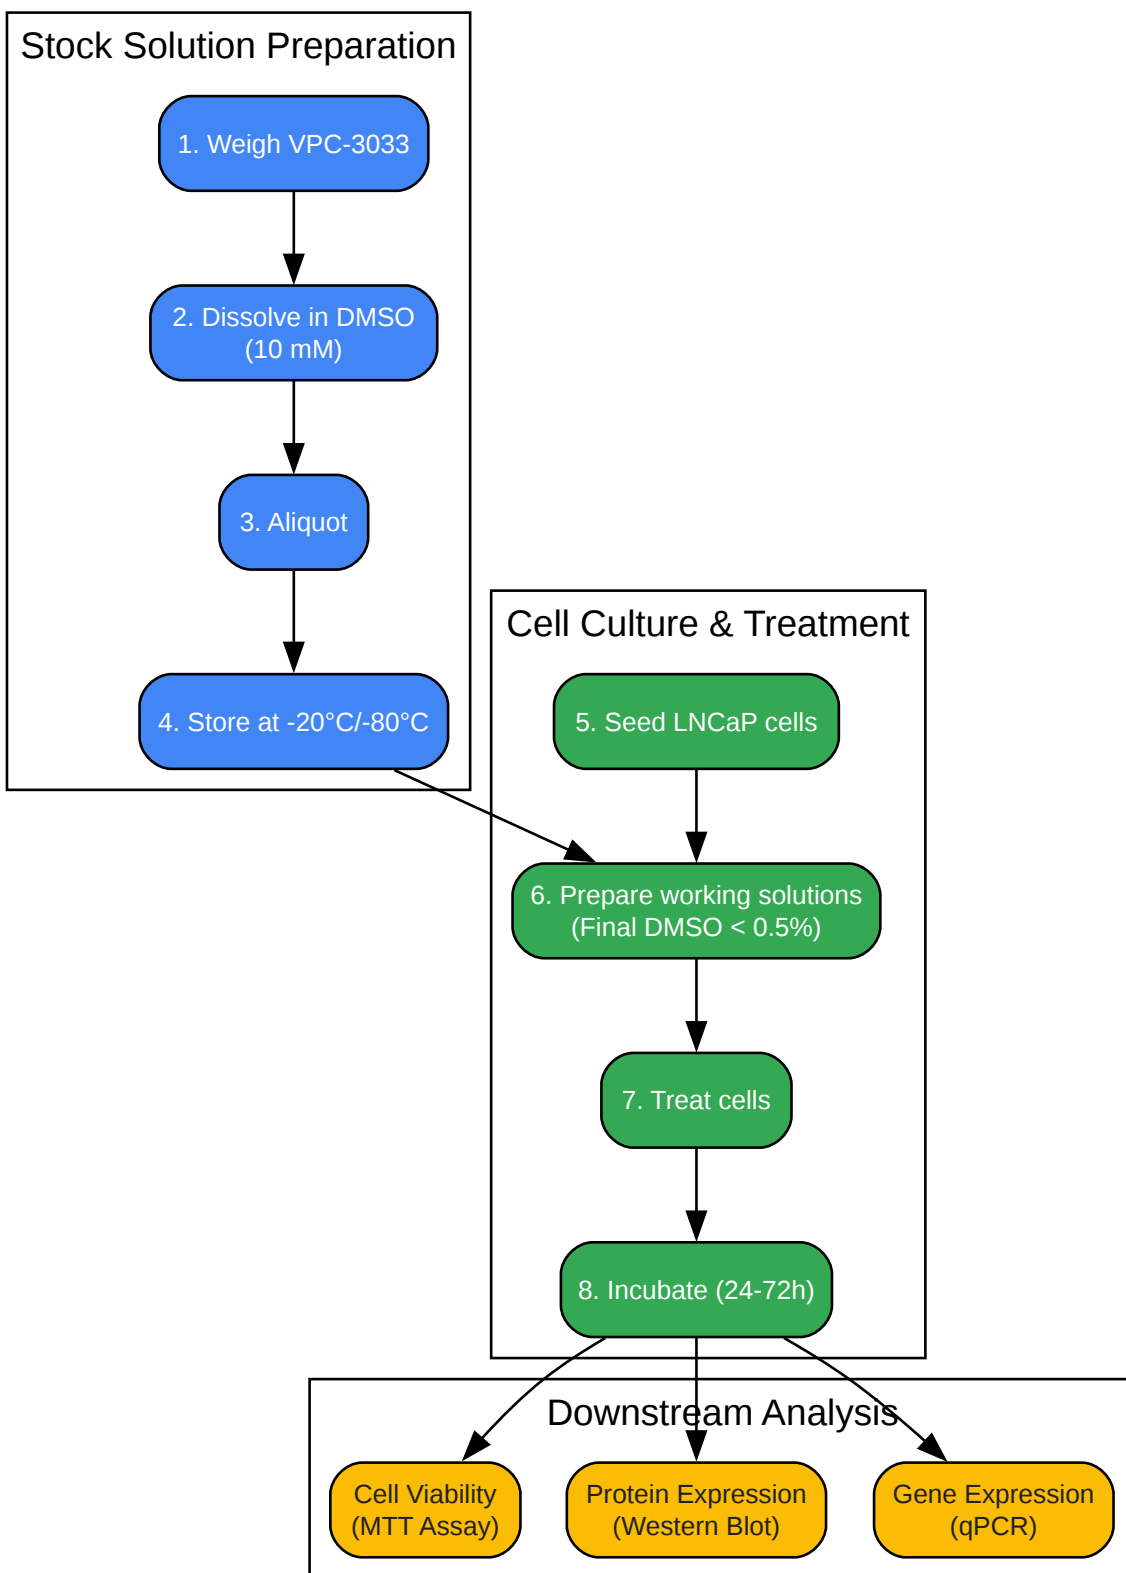 Stock Solution Preparation
1. Weigh VPC-3033
2. Dissolve in DMSO
(10 mM)
3. Aliquot
4. Store at -20°C/-80°C
Cell Culture & Treatment
5. Seed LNCaP cells
6. Prepare working solutions
(Final DMSO < 0.5%)
7. Treat cells
8. Incubate (24-72h)
Downstream Analysis
Cell Viability
(MTT Assay)
Protein Expression
(Western Blot)
Gene Expression
(qPCR)